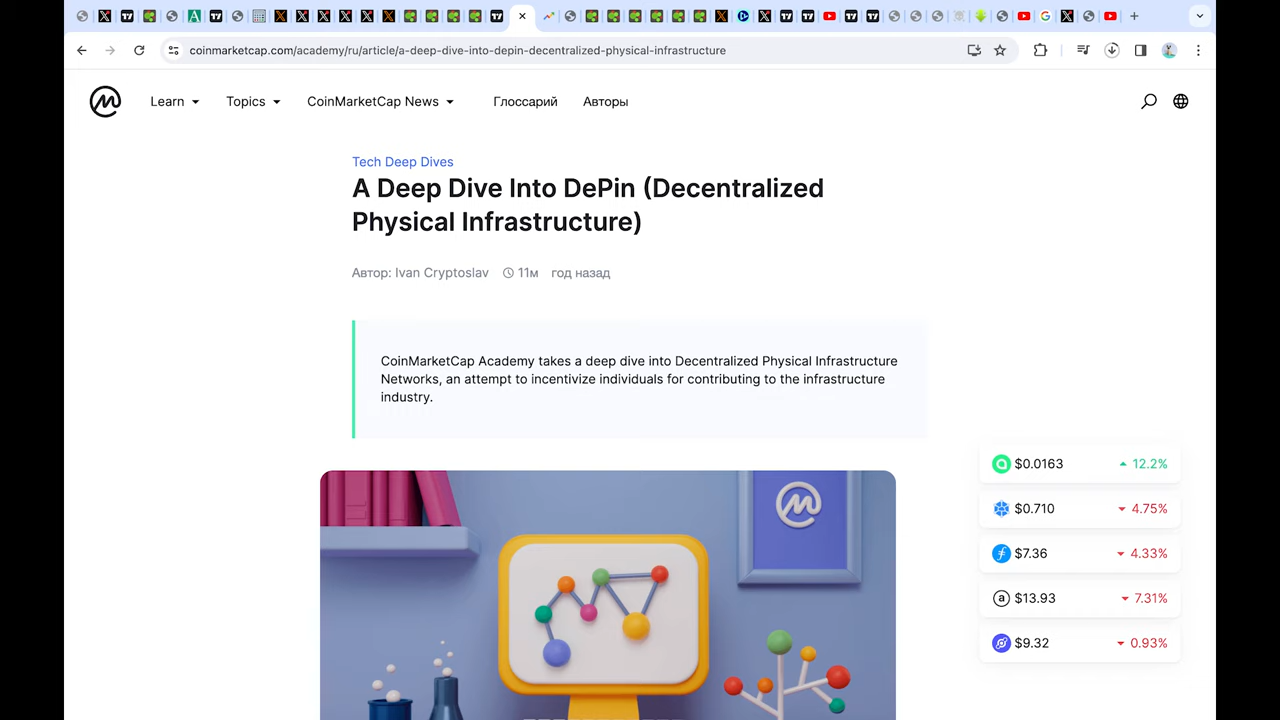 coinmarketcap.com/academy/ru/article/a-deep-dive-into-depin-decentralized-physical-infrastructure
Learn Topics CoinMarketCap News Глоссарий Авторы
Tech Deep Dives
A Deep Dive Into DePin (Decentralized
Physical Infrastructure)
Автор: Ivan Cryptoslav 11м год назад
CoinMarketCap Academy takes a deep dive into Decentralized Physical Infrastructure
Networks, an attempt to incentivize individuals for contributing to the infrastructure
industry.
$0.0163 12.2%
$0.710 4.75%
$7.36 4.33%
$13.93 7.31%
$9.32 0.93%